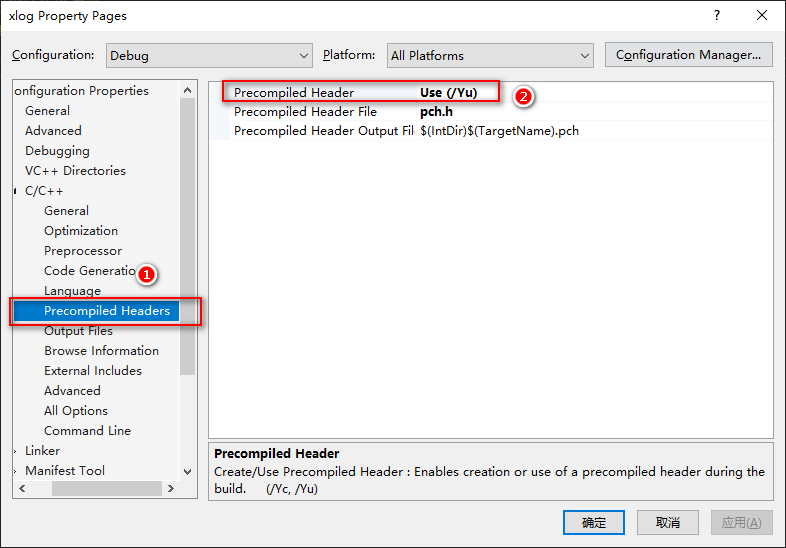 xlog Property Pages
Configuration: Debug Platform: All Platforms Configuration Manager...
onfiguration Properties
General
Advanced
Debugging
VC++ Directories
C/C++
General
Optimization
Preprocessor
Code Generatio
Language
Precompiled Headers
Output Files
Browse Information
External Includes
Advanced
All Options
Command Line
Linker
Manifest Tool
1
Precompiled Header Use (/Yu)
2
Precompiled Header File pch.h
Precompiled Header Output Fil $(IntDir)$(TargetName).pch
Precompiled Header
Create/Use Precompiled Header : Enables creation or use of a precompiled header during the
build. (/Yc, /Yu)
确定 取消 应用(A)